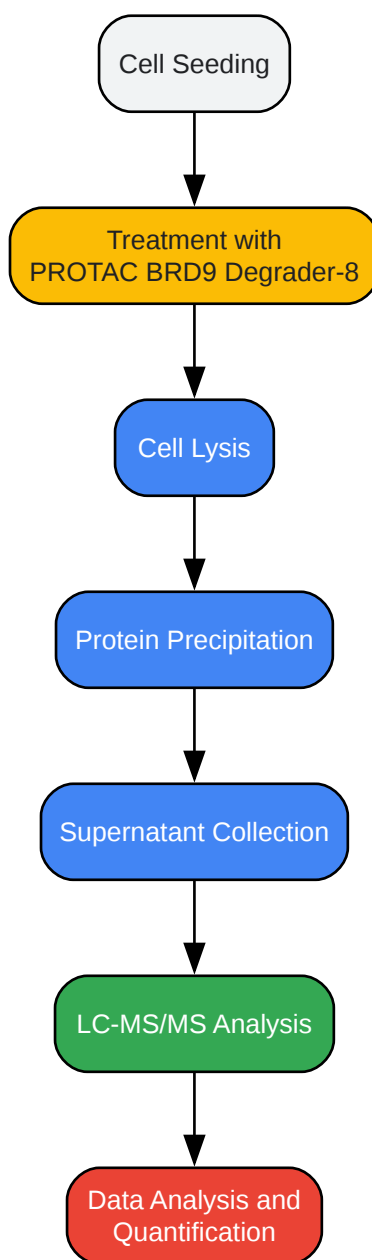 Cell Seeding
Treatment with
PROTAC BRD9 Degrader-8
Cell Lysis
Protein Precipitation
Supernatant Collection
LC-MS/MS Analysis
Data Analysis and
Quantification